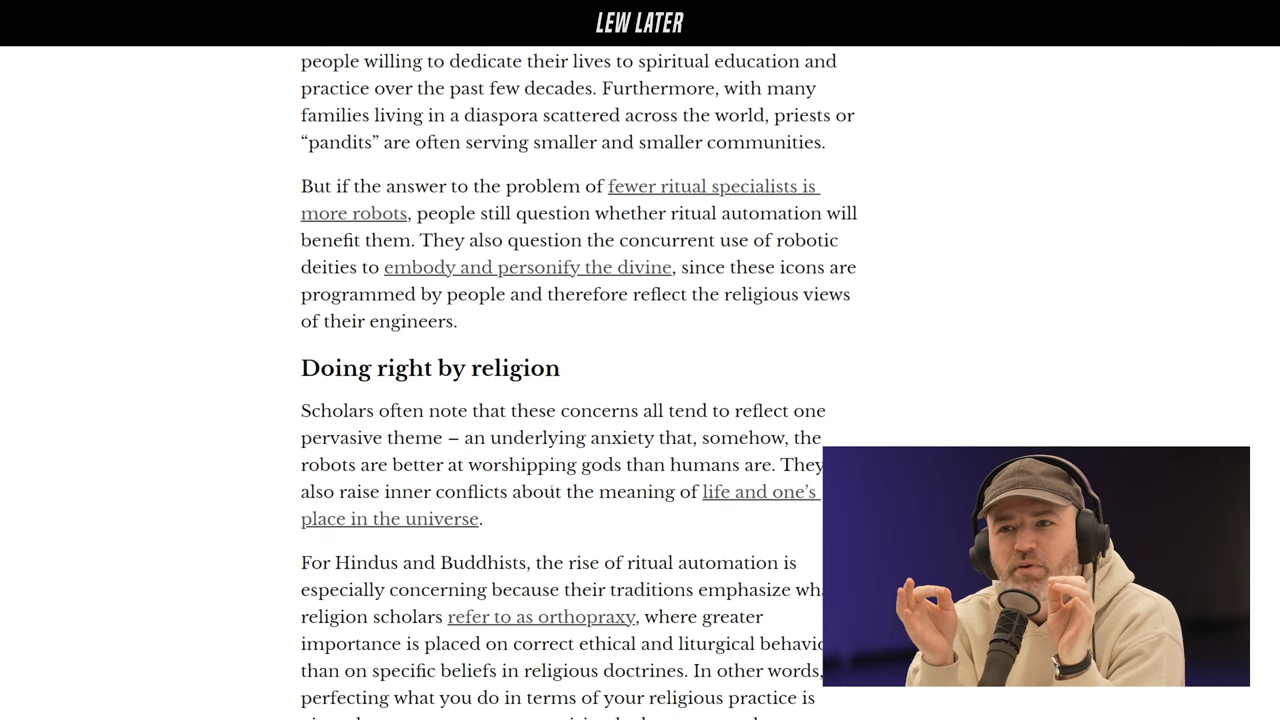 LEW LATER
people willing to dedicate their lives to spiritual education and
practice over the past few decades. Furthermore, with many
families living in a diaspora scattered across the world, priests or
“pandits” are often serving smaller and smaller communities.
But if the answer to the problem of fewer ritual specialists is
more robots, people still question whether ritual automation will
benefit them. They also question the concurrent use of robotic
deities to embody and personify the divine, since these icons are
programmed by people and therefore reflect the religious views
of their engineers.
Doing right by religion
Scholars often note that these concerns all tend to reflect one
pervasive theme – an underlying anxiety that, somehow, the
robots are better at worshipping gods than humans are. They
also raise inner conflicts about the meaning of life and one’s
place in the universe.
For Hindus and Buddhists, the rise of ritual automation is
especially concerning because their traditions emphasize
religion scholars refer to as orthopraxy, where greater
importance is placed on correct ethical and liturgical
than on specific beliefs in religious doctrines. In other words,
perfecting what you do in terms of your religious practice is